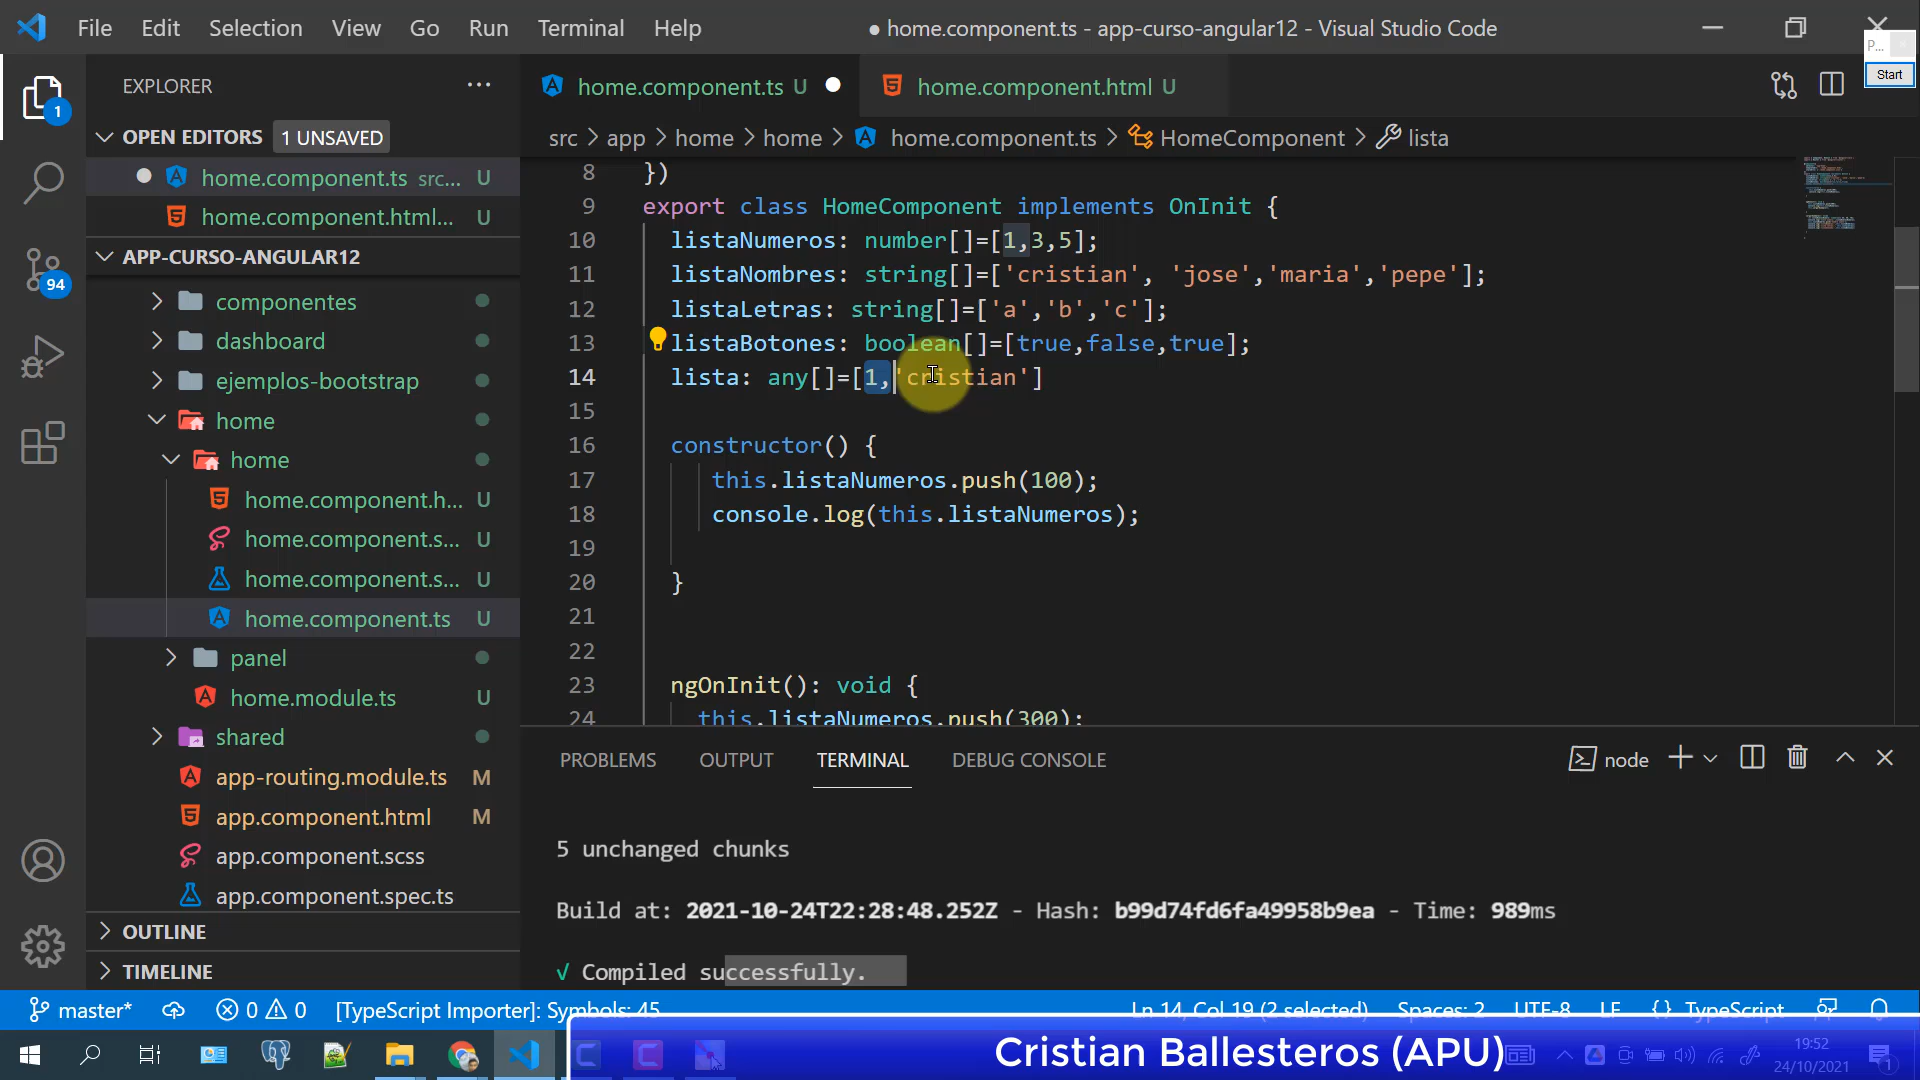 File Edit Selection View Go Run Terminal Help
● home.component.ts - app-curso-angular12 - Visual Studio Code
P...
Start
EXPLORER
home.component.ts U
home.component.html U
OPEN EDITORS 1 UNSAVED
home.component.ts src... U
home.component.html... U
src > app > home > home > home.component.ts > HomeComponent > lista
APP-CURSO-ANGULAR12
componentes
dashboard
ejemplos-bootstrap
home
home
home.component.h... U
home.component.s... U
home.component.s... U
home.component.ts U
panel
home.module.ts U
shared
app-routing.module.ts M
app.component.html M
app.component.scss
app.component.spec.ts
OUTLINE
TIMELINE
1
94
8 })
9 export class HomeComponent implements OnInit {
10 listaNumeros: number[]=[1,3,5];
11 listaNombres: string[]=['cristian', 'jose','maria','pepe'];
12 listaLetras: string[]=['a','b','c'];
13 listaBotones: boolean[]=[true,false,true];
14 lista: any[]=[1,'cristian']
15
16 constructor() {
17 this.listaNumeros.push(100);
18 console.log(this.listaNumeros);
19
20 }
21
22
23 ngOnInit(): void {
24 this.listaNumeros.push(300);
PROBLEMS OUTPUT TERMINAL DEBUG CONSOLE
node
5 unchanged chunks
Build at: 2021-10-24T22:28:48.252Z - Hash: b99d74fd6fa49958b9ea - Time: 989ms
√ Compiled successfully.
master* 0 0 [TypeScript Importer]: Symbols: 45
Ln 14, Col 19 (2 selected) Spaces: 2 UTF-8 LF {} TypeScript
Cristian Ballesteros (APU)
19:52
24/10/2021
1